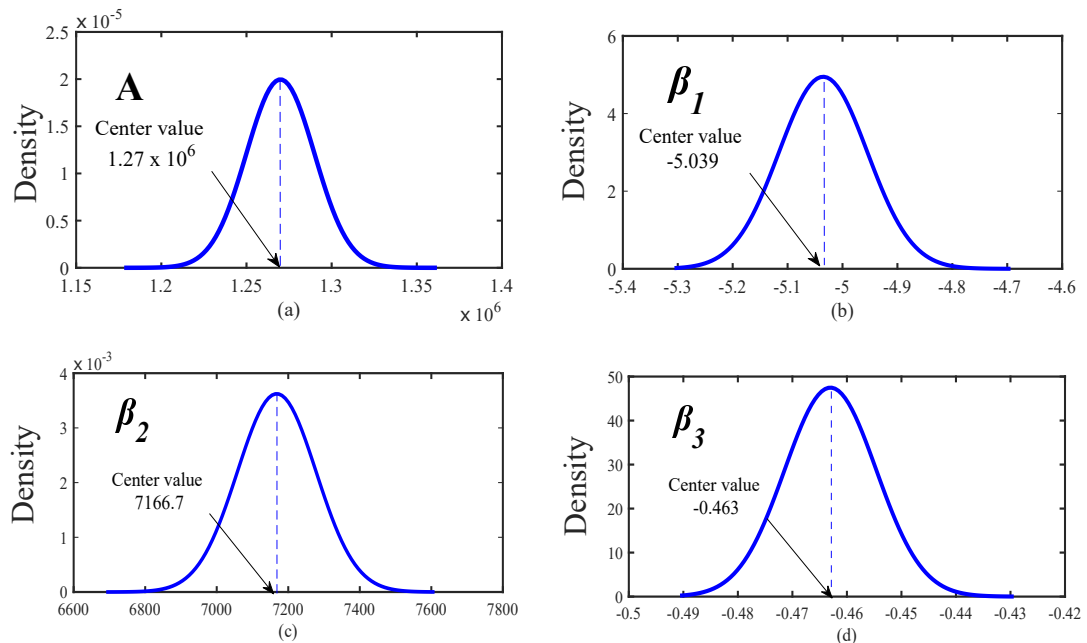 x 10-5
2
1.5
1
0.5
0
Density
A
Center value
1.27 x 10^6
1.15 1.2 1.25 1.3 1.35 1.4
x 10^6
(a)
6
4
2
0
Density
β1
Center value
-5.039
-5.4 -5.3 -5.2 -5.1 -5 -4.9 -4.8 -4.7 -4.6
(b)
x 10-3
4
3
2
1
0
Density
β2
Center value
7166.7
6600 6800 7000 7200 7400 7600 7800
(c)
50
40
30
20
10
0
Density
β3
Center value
-0.463
-0.5 -0.49 -0.48 -0.47 -0.46 -0.45 -0.44 -0.43 -0.42
(d)